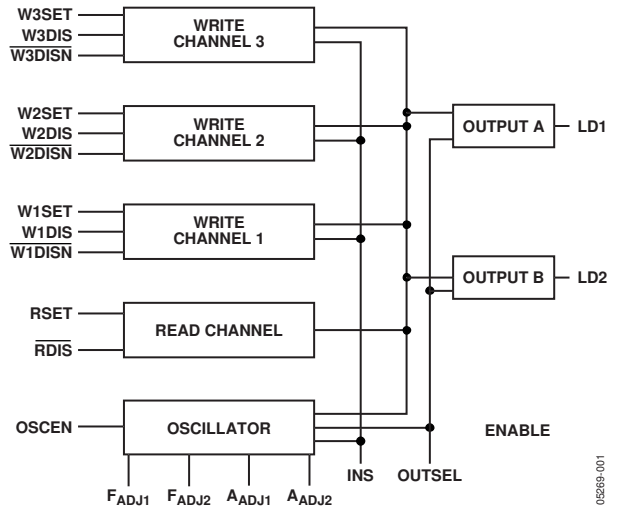 W3SET
W3DIS
W3DISN
WRITE
CHANNEL 3
W2SET
W2DIS
W2DISN
WRITE
CHANNEL 2
OUTPUT A
LD1
W1SET
W1DIS
W1DISN
WRITE
CHANNEL 1
OUTPUT B
LD2
RSET
RDIS
READ CHANNEL
OSCEN
OSCILLATOR
ENABLE
INS
OUTSEL
FADJ1
FADJ2
AADJ1
AADJ2
05269-001